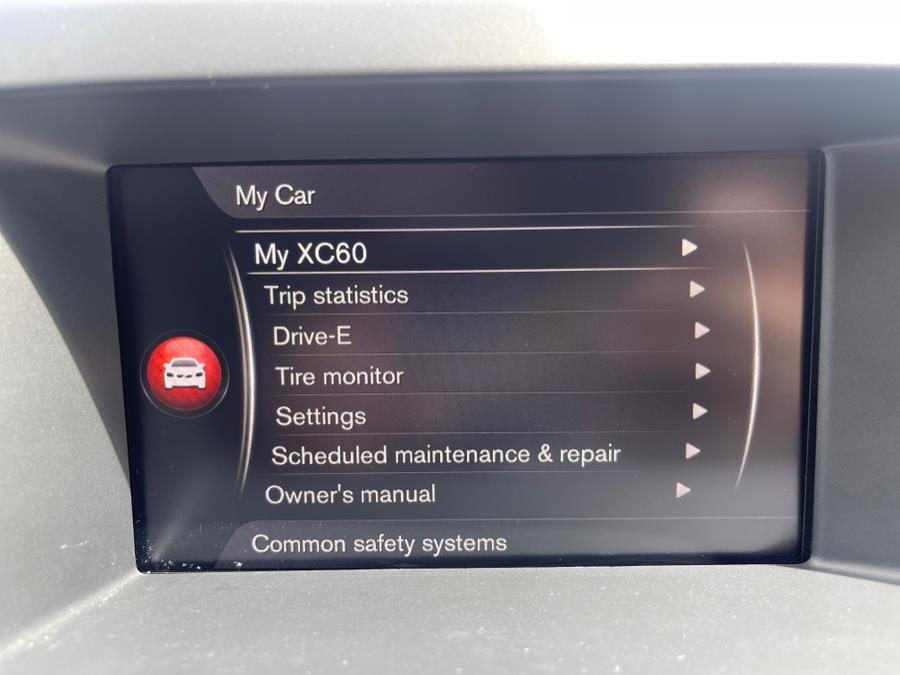 My Car
My XC60
Trip statistics
Drive-E
Tire monitor
Settings
Scheduled maintenance & repair
Owner's manual
Common safety systems